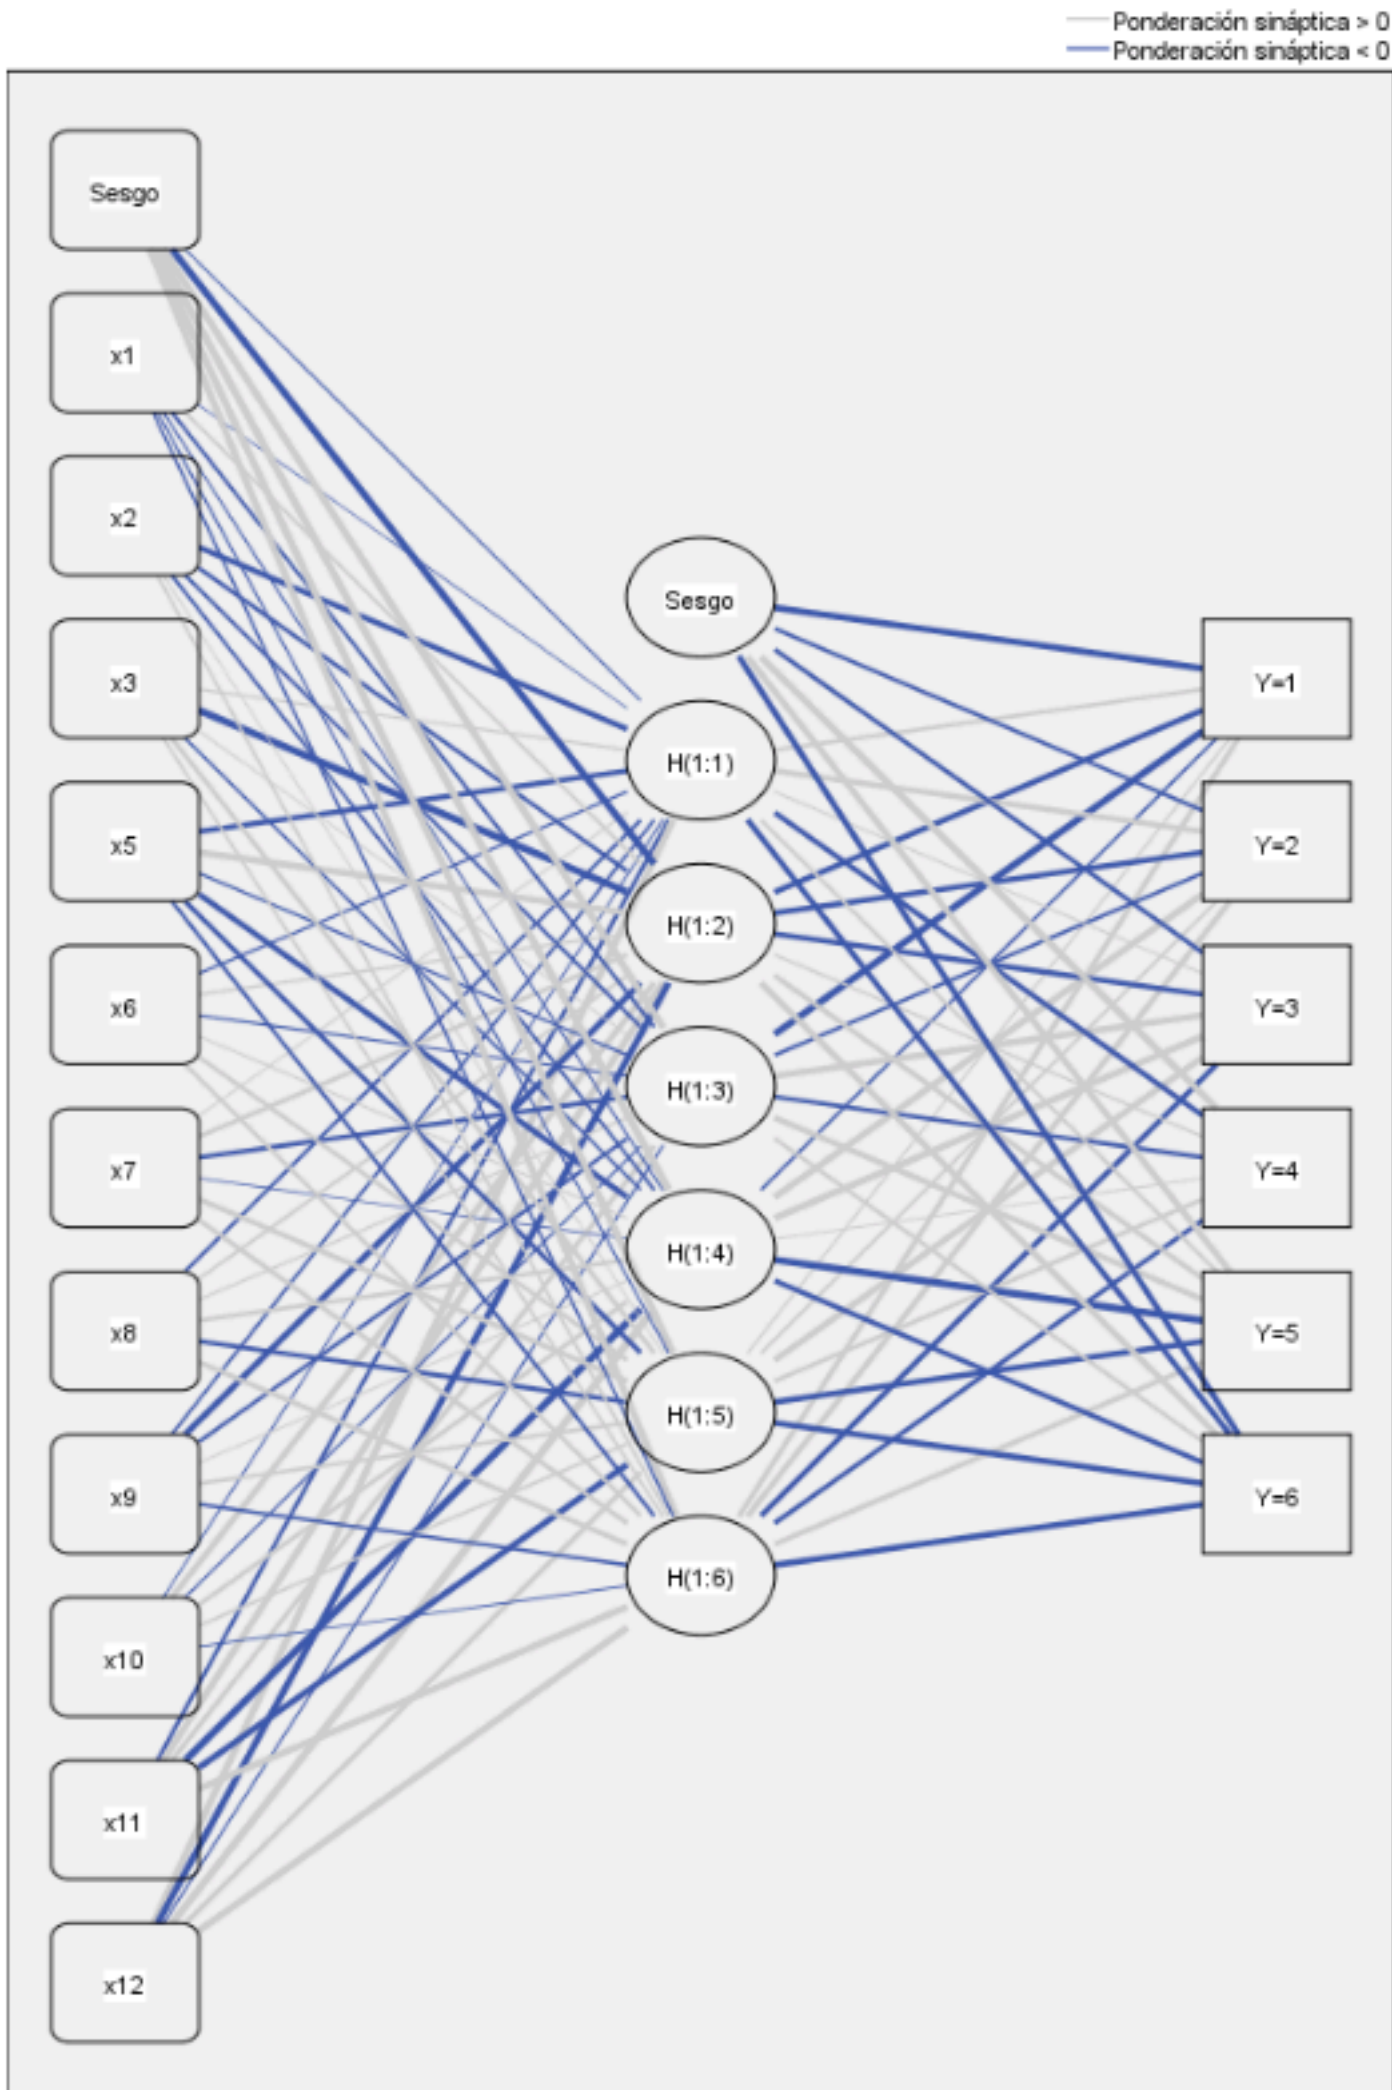 Ponderación sináptica > 0
Ponderación sináptica < 0
Sesgo
x1
x2
x3
x5
x6
x7
x8
x9
x10
x11
x12
Sesgo
H(1:1)
H(1:2)
H(1:3)
H(1:4)
H(1:5)
H(1:6)
Y=1
Y=2
Y=3
Y=4
Y=5
Y=6